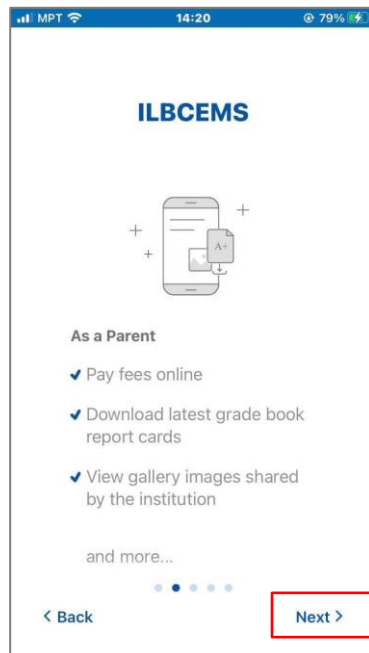 MPT 14:20 79%
ILBCEMS
A+
As a Parent
Pay fees online
Download latest grade book
report cards
View gallery images shared
by the institution
and more...
< Back Next >